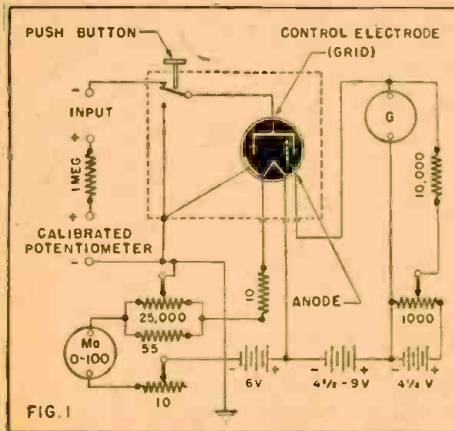 PUSH BUTTON
CONTROL ELECTRODE
(GRID)
-
INPUT
+
1 MEG
+
CALIBRATED
POTENTIOMETER
-
G
10,000
ANODE
10
25,000
55
1000
Ma
0-100
10
- +
6V
- +
4½ - 9V
- +
4½ V
FIG. 1